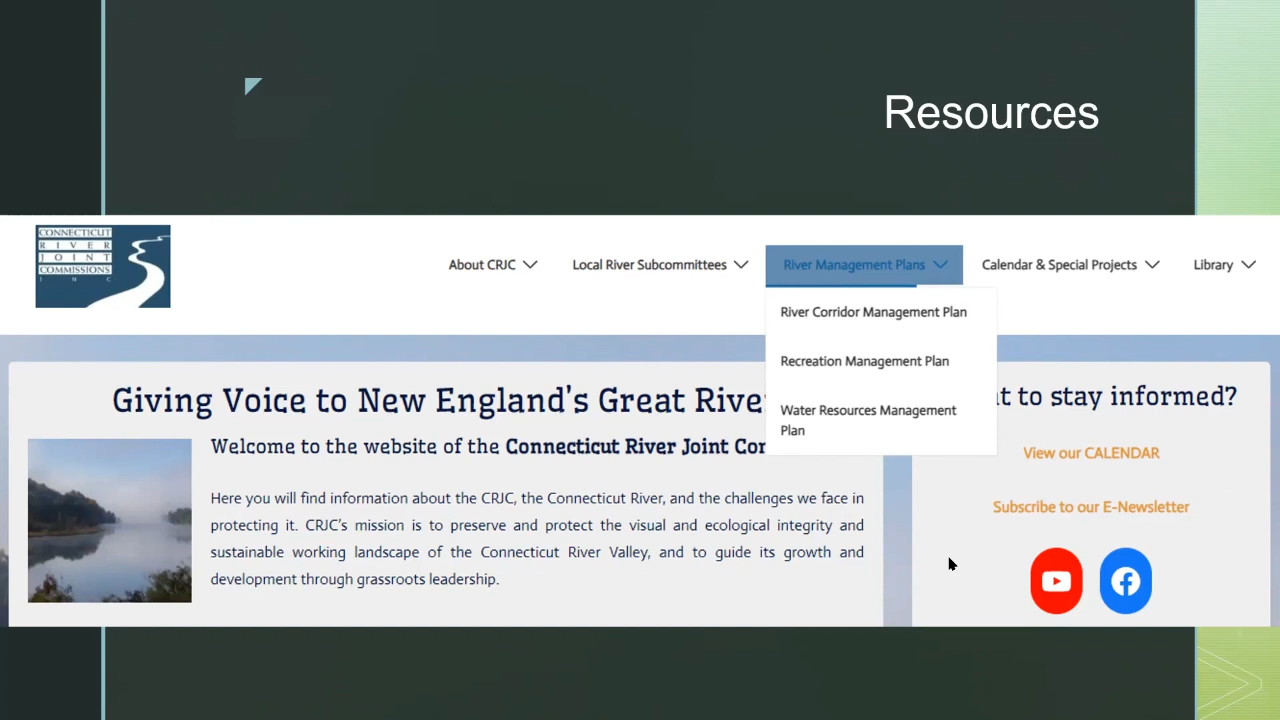 Resources
CONNECTICUT
RIVER
JOINT
COMMISSIONS
INC
About CRJC
Local River Subcommittees
River Management Plans
Calendar & Special Projects
Library
River Corridor Management Plan
Recreation Management Plan
Water Resources Management
Plan
Giving Voice to New England's Great Rive
Welcome to the website of the Connecticut River Joint Co
Here you will find information about the CRJC, the Connecticut River, and the challenges we face in
protecting it. CRJC's mission is to preserve and protect the visual and ecological integrity and
sustainable working landscape of the Connecticut River Valley, and to guide its growth and
development through grassroots leadership.
t to stay informed?
View our CALENDAR
Subscribe to our E-Newsletter